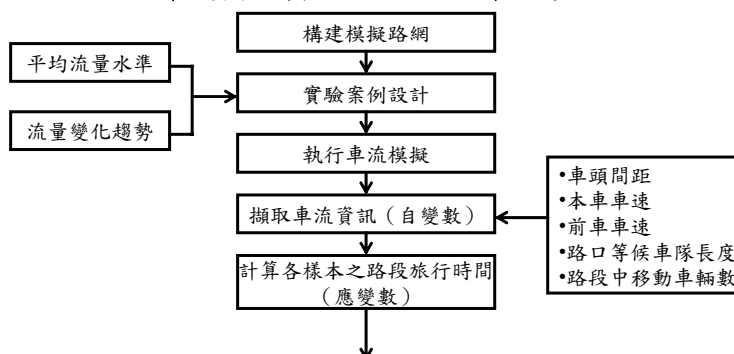 構建模擬路網
平均流量水準
實驗案例設計
流量變化趨勢
執行車流模擬
擷取車流資訊（自變數）
•車頭間距
•本車車速
•前車車速
•路口等候車隊長度
•路段中移動車輛數
計算各樣本之路段旅行時間
（應變數）